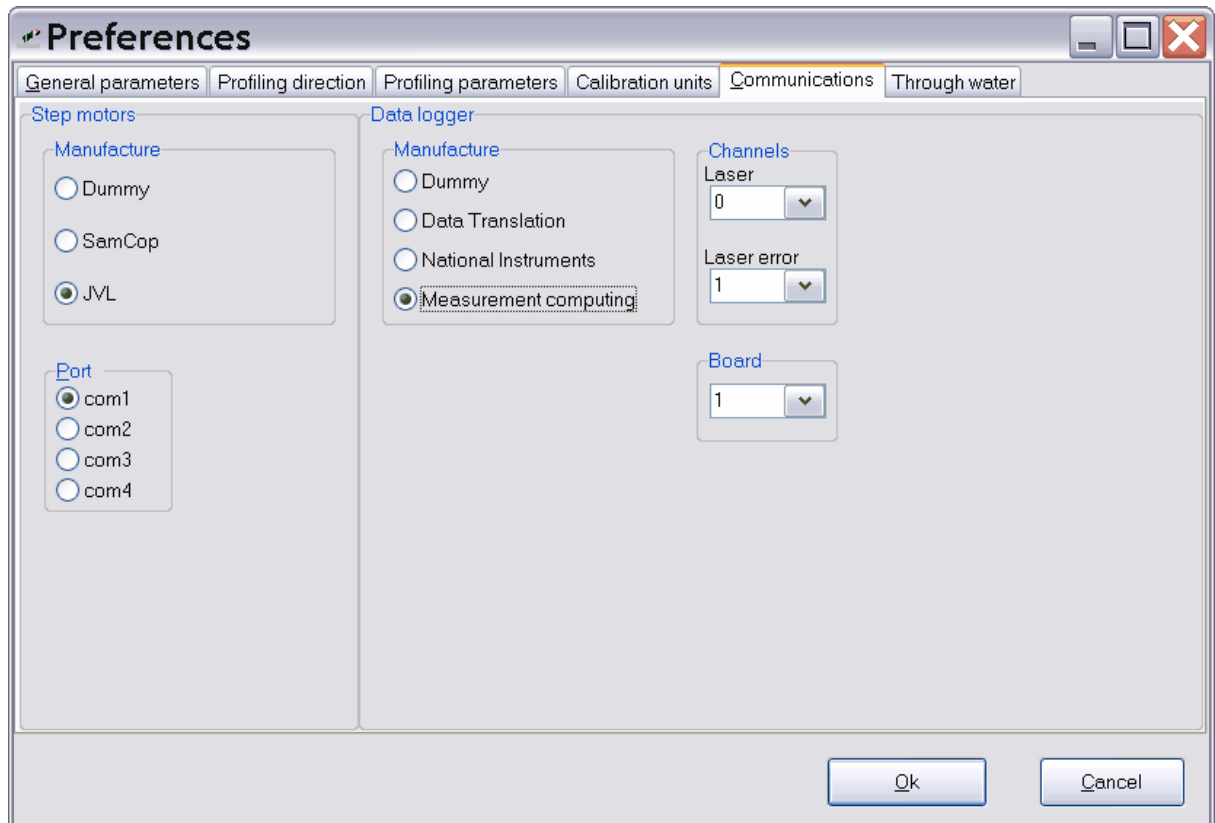 Preferences
General parameters Profiling direction Profiling parameters Calibration units Communications Through water
Step motors
Manufacture
Dummy
SamCop
JVL
Port
com1
com2
com3
com4
Data logger
Manufacture
Dummy
Data Translation
National Instruments
Measurement computing
Channels
Laser
0
Laser error
1
Board
1
Ok Cancel